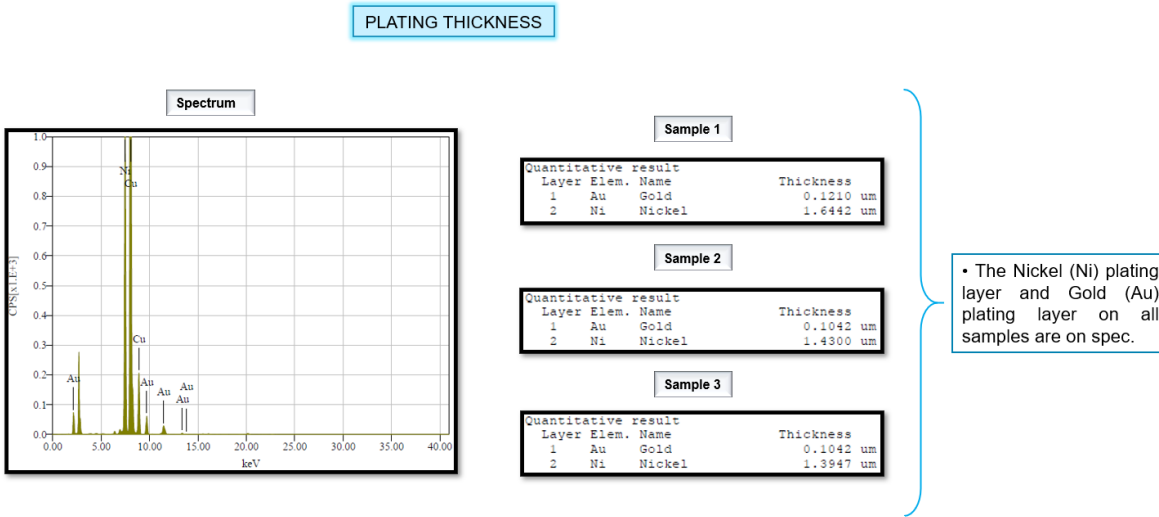 PLATING THICKNESS
Spectrum
CPS[x1.E+3]
1.0
0.9
0.8
0.7
0.6
0.5
0.4
0.3
0.2
0.1
0.0
Ni
Cu
Cu
Au
Au
Au
Au
Au
0.00 5.00 10.00 15.00 20.00 25.00 30.00 35.00 40.00
keV
Sample 1
Quantitative result
Layer Elem. Name Thickness
1 Au Gold 0.1210 um
2 Ni Nickel 1.6442 um
Sample 2
Quantitative result
Layer Elem. Name Thickness
1 Au Gold 0.1042 um
2 Ni Nickel 1.4300 um
Sample 3
Quantitative result
Layer Elem. Name Thickness
1 Au Gold 0.1042 um
2 Ni Nickel 1.3947 um
• The Nickel (Ni) plating
layer and Gold (Au)
plating layer on all
samples are on spec.